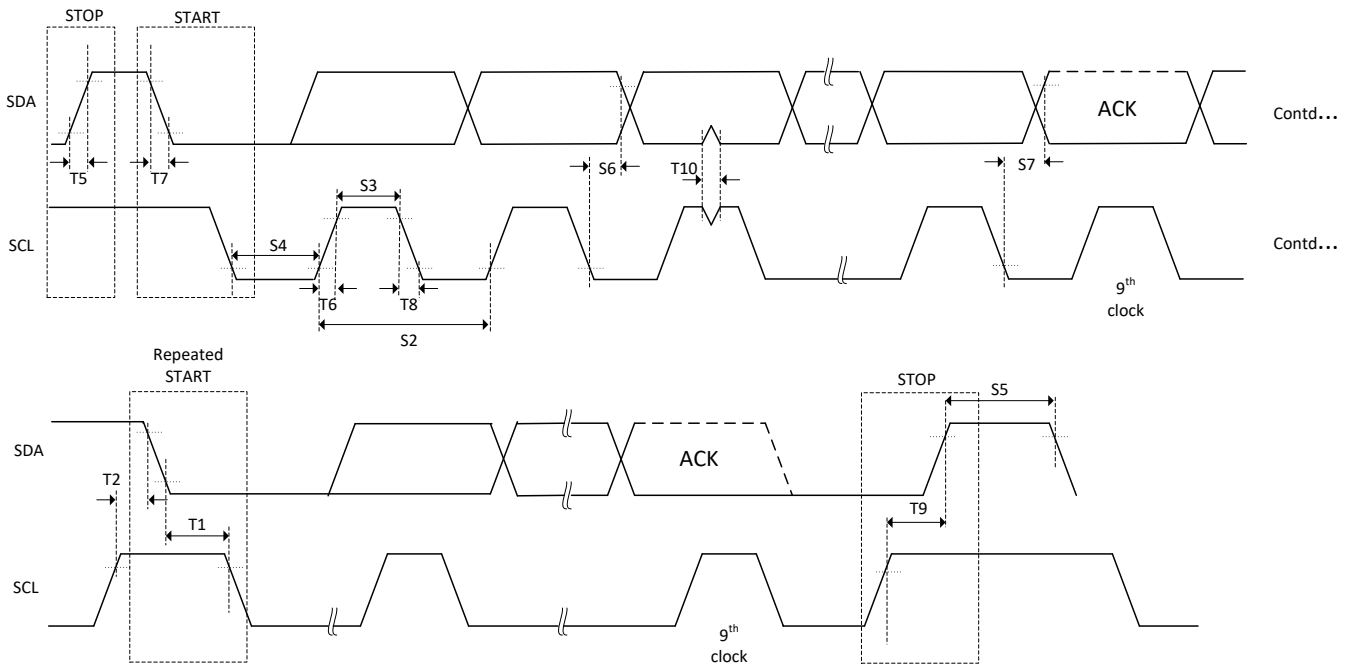 STOP
START
SDA
ACK
Contd...
T5
T7
S6
T10
S7
S3
SCL
S4
Contd...
T6
T8
9th
clock
S2
Repeated
START
STOP
S5
SDA
ACK
T2
T9
T1
SCL
9th
clock